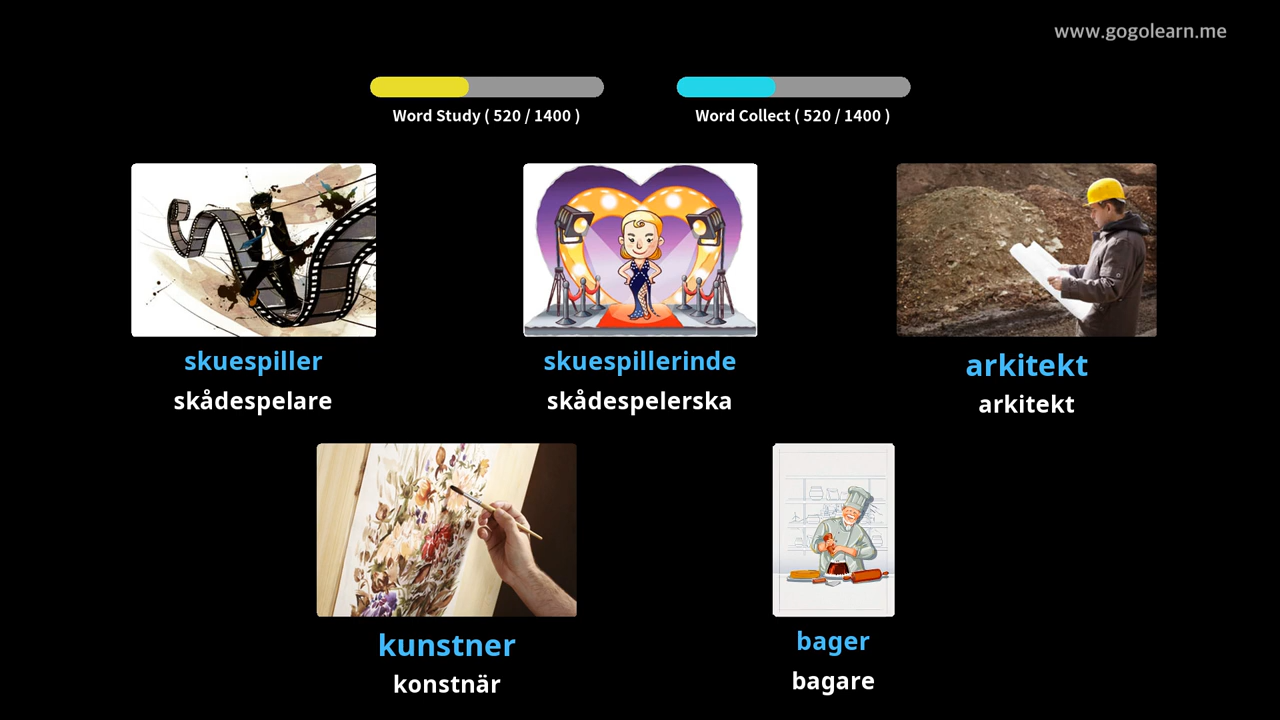 www.gogolearn.me
Word Study ( 520 / 1400 )
Word Collect ( 520 / 1400 )
skuespiller
skådespelare
skuespillerinde
skådespelerska
arkitekt
arkitekt
kunstner
konstnär
bager
bagare